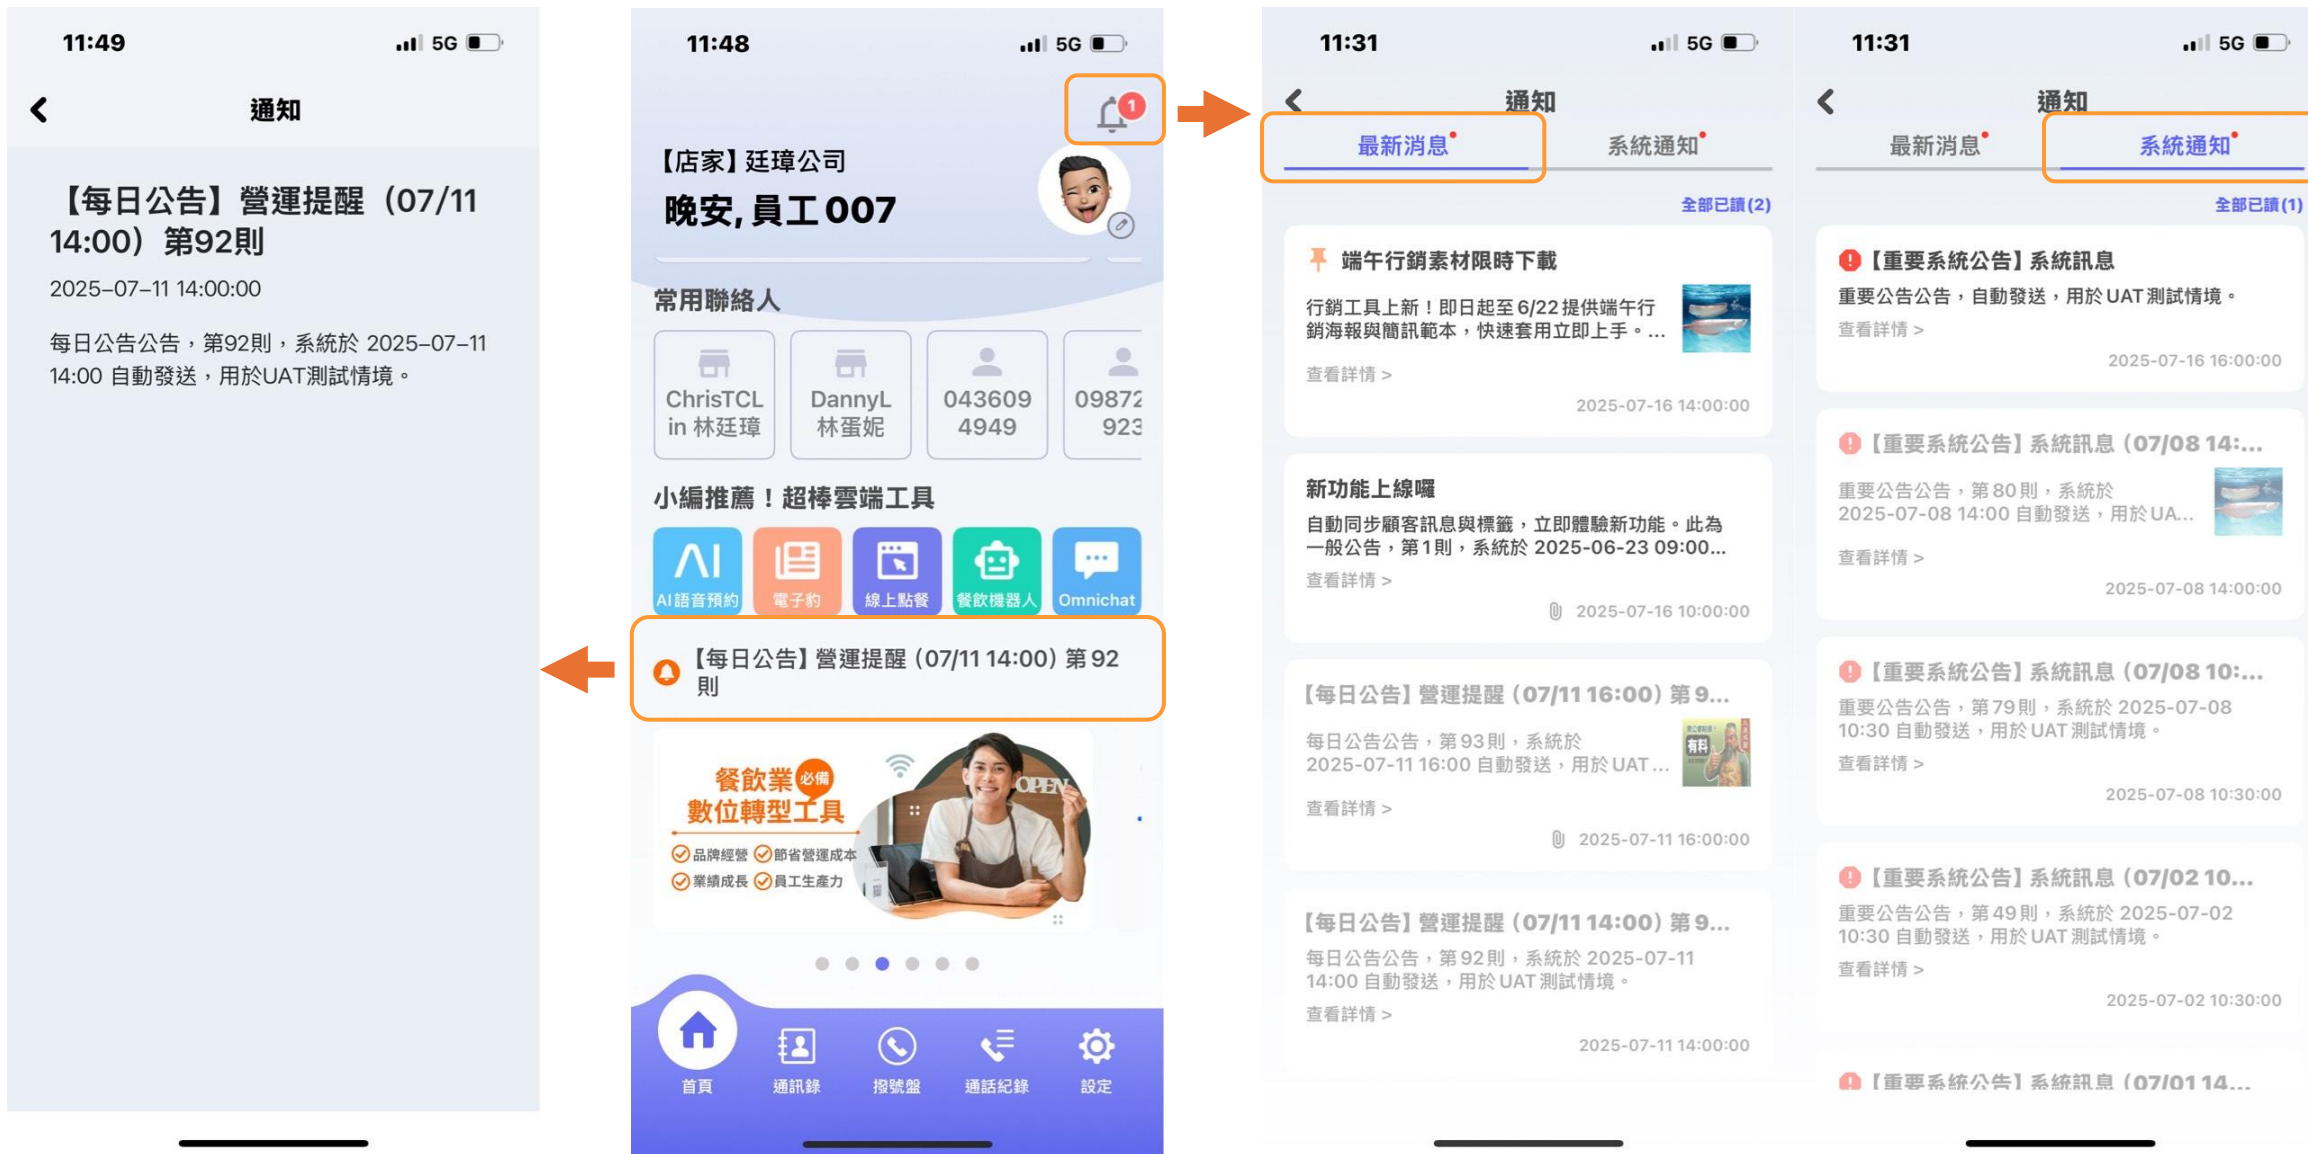 11:49
5G
通知
【每日公告】營運提醒（07/11
14:00）第92則
2025-07-11 14:00:00
每日公告公告，第92則，系統於 2025-07-11
14:00 自動發送，用於UAT測試情境。
11:48
5G
1
【店家】廷璋公司
晚安, 員工 007
常用聯絡人
ChrisTCL
in 林廷璋
DannyL
林蛋妮
043609
4949
09872
923
小編推薦！超棒雲端工具
AI
AI語音預約
電子豹
線上點餐
餐飲機器人
Omnichat
【每日公告】營運提醒（07/11 14:00）第 92
則
餐飲業 必備
數位轉型工具
品牌經營 節省營運成本
業績成長 員工生產力
OPEN
首頁
通訊錄
撥號盤
通話紀錄
設定
11:31
5G
通知
最新消息
系統通知
全部已讀(2)
端午行銷素材限時下載
行銷工具上新！即日起至 6/22 提供端午行
銷海報與簡訊範本，快速套用立即上手。...
查看詳情 >
2025-07-16 14:00:00
新功能上線囉
自動同步顧客訊息與標籤，立即體驗新功能。此為
一般公告，第1則，系統於 2025-06-23 09:00...
查看詳情 >
2025-07-16 10:00:00
【每日公告】營運提醒（07/11 16:00）第 9...
每日公告公告，第 93 則，系統於
2025-07-11 16:00 自動發送，用於 UAT...
有料
查看詳情 >
2025-07-11 16:00:00
【每日公告】營運提醒（07/11 14:00）第 9...
每日公告公告，第 92 則，系統於 2025-07-11
14:00 自動發送，用於 UAT 測試情境。
查看詳情 >
2025-07-11 14:00:00
11:31
5G
通知
最新消息
系統通知
全部已讀(1)
【重要系統公告】系統訊息
重要公告公告，自動發送，用於 UAT 測試情境。
查看詳情 >
2025-07-16 16:00:00
【重要系統公告】系統訊息（07/08 14:...
重要公告公告，第 80 則，系統於
2025-07-08 14:00 自動發送，用於 UA...
查看詳情 >
2025-07-08 14:00:00
【重要系統公告】系統訊息（07/08 10:...
重要公告公告，第 79 則，系統於 2025-07-08
10:30 自動發送，用於 UAT 測試情境。
查看詳情 >
2025-07-08 10:30:00
【重要系統公告】系統訊息（07/02 10...
重要公告公告，第 49 則，系統於 2025-07-02
10:30 自動發送，用於 UAT 測試情境。
查看詳情 >
2025-07-02 10:30:00
【重要系統公告】系統訊息（07/01 14...